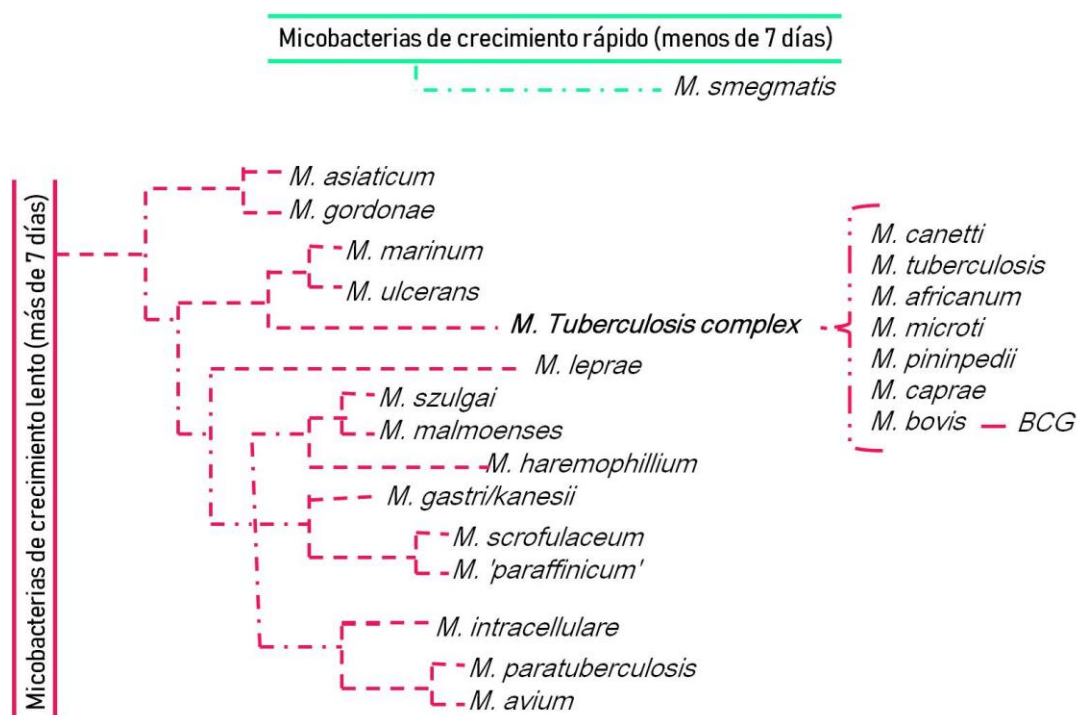 Micobacterias de crecimiento rápido (menos de 7 días)
M. smegmatis
Micobacterias de crecimiento lento (más de 7 días)
M. asiaticum
M. gordonae
M. marinum
M. ulcerans
M. Tuberculosis complex
M. canetti
M. tuberculosis
M. africanum
M. microti
M. pininpedii
M. caprae
M. bovis — BCG
M. leprae
M. szulgai
M. malmoenses
M. haremophillium
M. gastri/kanesii
M. scrofulaceum
M. 'paraffinicum'
M. intracellulare
M. paratuberculosis
M. avium